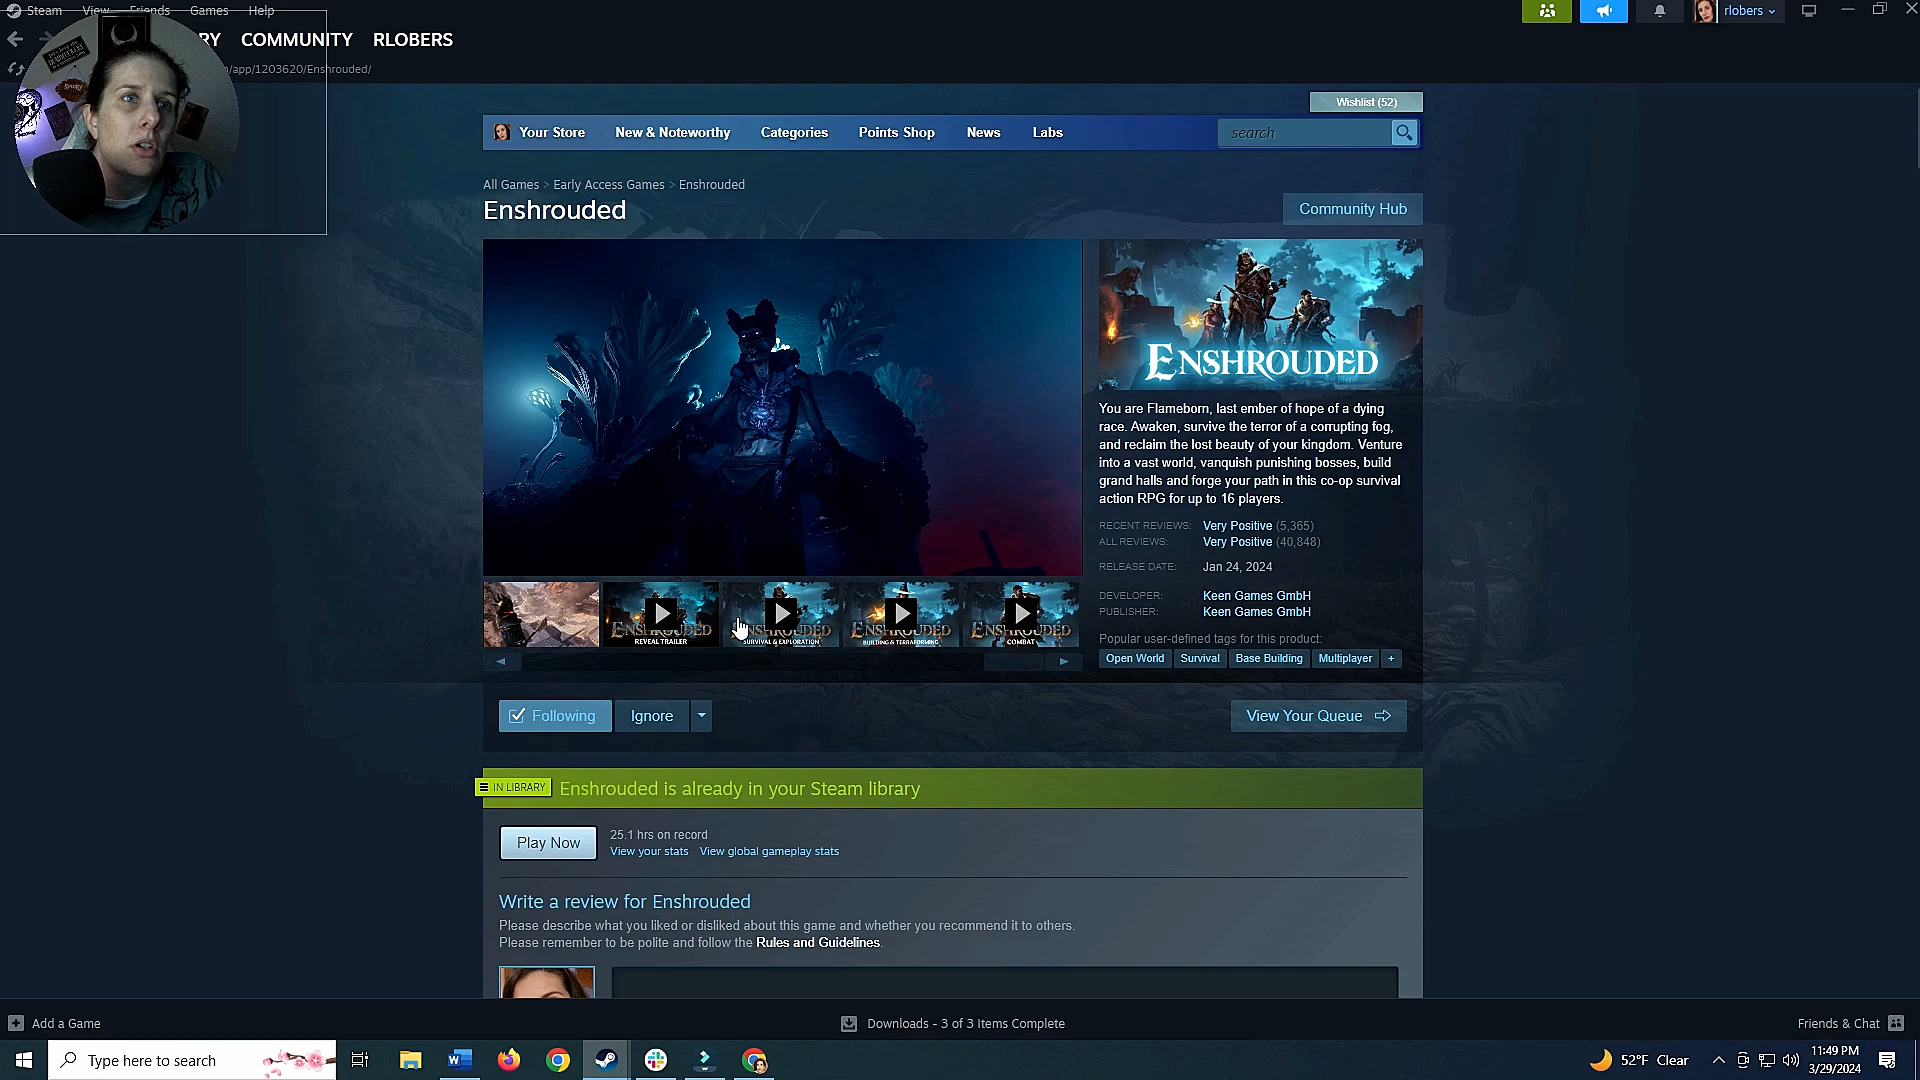 Steam View Friends Games Help
rlobers
RY COMMUNITY RLOBERS
/app/1203620/Enshrouded/
Wishlist (52)
Your Store New & Noteworthy Categories Points Shop News Labs
search
All Games > Early Access Games > Enshrouded
Enshrouded
Community Hub
ENSHROUDED
You are Flameborn, last ember of hope of a dying
race. Awaken, survive the terror of a corrupting fog,
and reclaim the lost beauty of your kingdom. Venture
into a vast world, vanquish punishing bosses, build
grand halls and forge your path in this co-op survival
action RPG for up to 16 players.
RECENT REVIEWS: Very Positive (5,365)
ALL REVIEWS: Very Positive (40,848)
RELEASE DATE: Jan 24, 2024
DEVELOPER: Keen Games GmbH
PUBLISHER: Keen Games GmbH
Popular user-defined tags for this product:
Open World Survival Base Building Multiplayer +
ENSHROUDED REVEAL TRAILER
ENSHROUDED SURVIVAL & EXPLORATION
ENSHROUDED BUILDING & TERRAFORMING
ENSHROUDED COMBAT
Following Ignore
View Your Queue
IN LIBRARY Enshrouded is already in your Steam library
Play Now
25.1 hrs on record
View your stats View global gameplay stats
Write a review for Enshrouded
Please describe what you liked or disliked about this game and whether you recommend it to others.
Please remember to be polite and follow the Rules and Guidelines.
Add a Game
Downloads - 3 of 3 Items Complete
Friends & Chat
Type here to search
52°F Clear
11:49 PM
3/29/2024